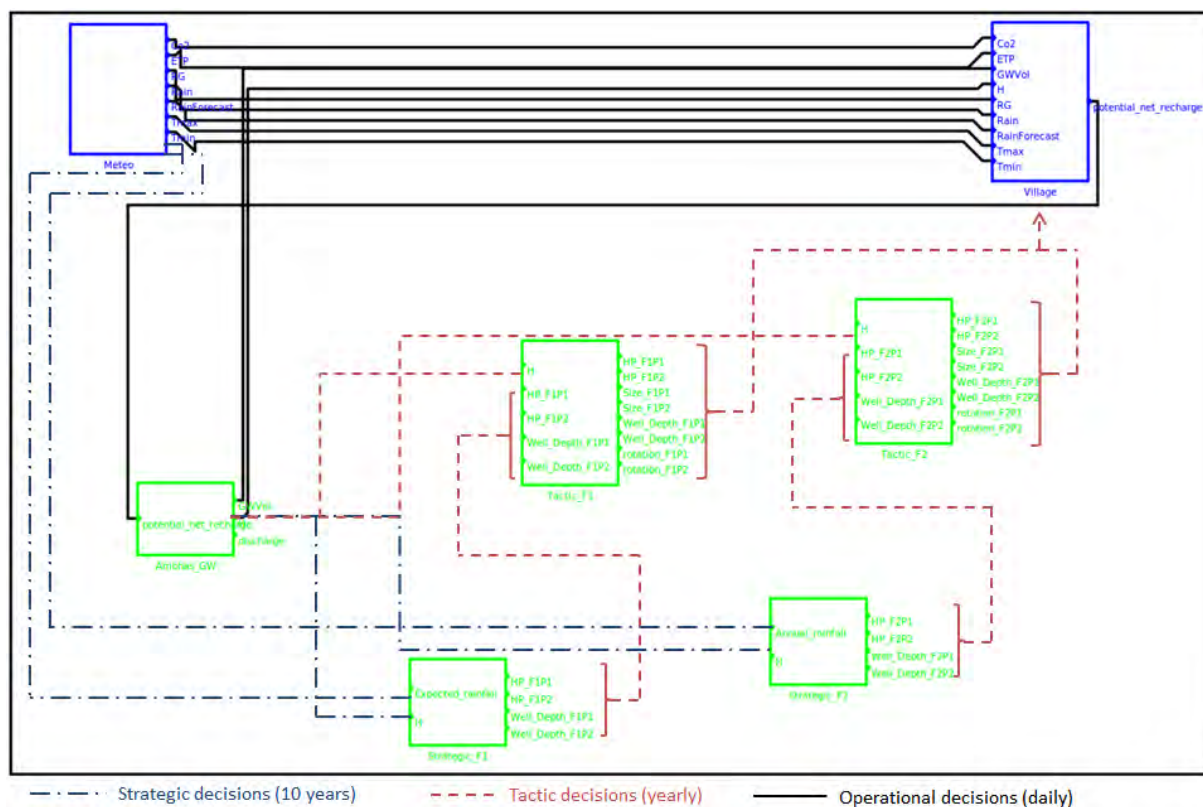 Co2
ETP
RG
Rain
RainForecast
Tmax
Tmin
Meteo
Co2
ETP
GWVol
H
RG
Rain
RainForecast
Tmax
Tmin
potential_net_recharge
Village
H
HP_F1P1
HP_F1P2
Well_Depth_F1P1
Well_Depth_F1P2
HP_F1P1
HP_F1P2
Size_F1P1
Size_F1P2
Well_Depth_F1P1
Well_Depth_F1P2
rotation_F1P1
rotation_F1P2
Tactic_F1
H
HP_F2P1
HP_F2P2
Well_Depth_F2P1
Well_Depth_F2P2
HP_F2P1
HP_F2P2
Size_F2P1
Size_F2P2
Well_Depth_F2P1
Well_Depth_F2P2
rotation_F2P1
rotation_F2P2
Tactic_F2
potential_net_recharge
GWVol
discharge
Expected_rainfall
H
HP_F1P1
HP_F1P2
Well_Depth_F1P1
Well_Depth_F1P2
Strategic_F1
Annual_rainfall
H
HP_F2P1
HP_F2P2
Well_Depth_F2P1
Well_Depth_F2P2
Strategic_F2
Strategic decisions (10 years)
Tactic decisions (yearly)
Operational decisions (daily)